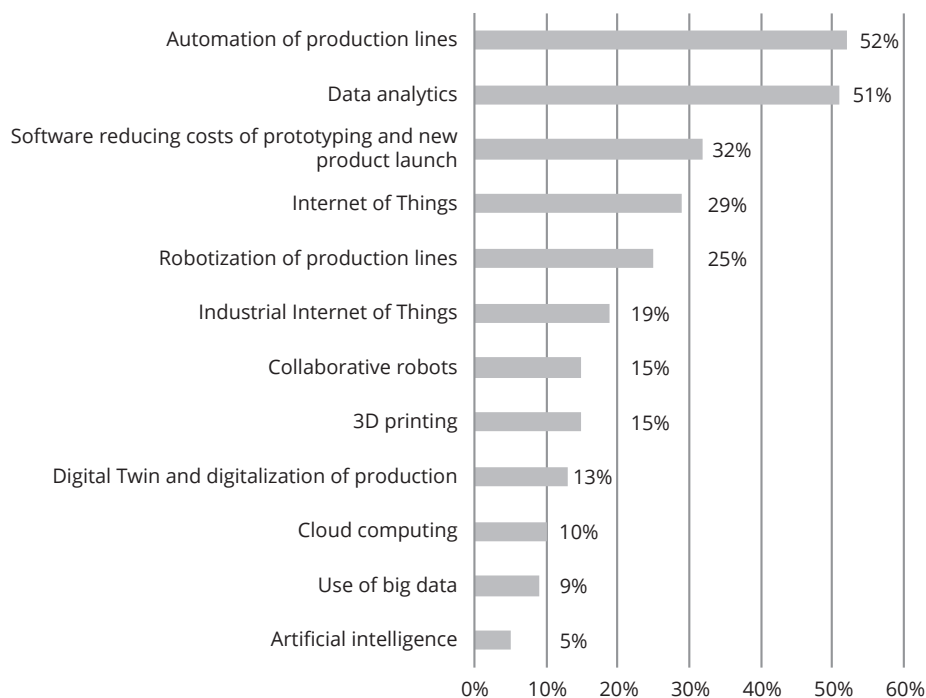 Automation of production lines 52%
Data analytics 51%
Software reducing costs of prototyping and new
product launch 32%
Internet of Things 29%
Robotization of production lines 25%
Industrial Internet of Things 19%
Collaborative robots 15%
3D printing 15%
Digital Twin and digitalization of production 13%
Cloud computing 10%
Use of big data 9%
Artificial intelligence 5%
0% 10% 20% 30% 40% 50% 60%